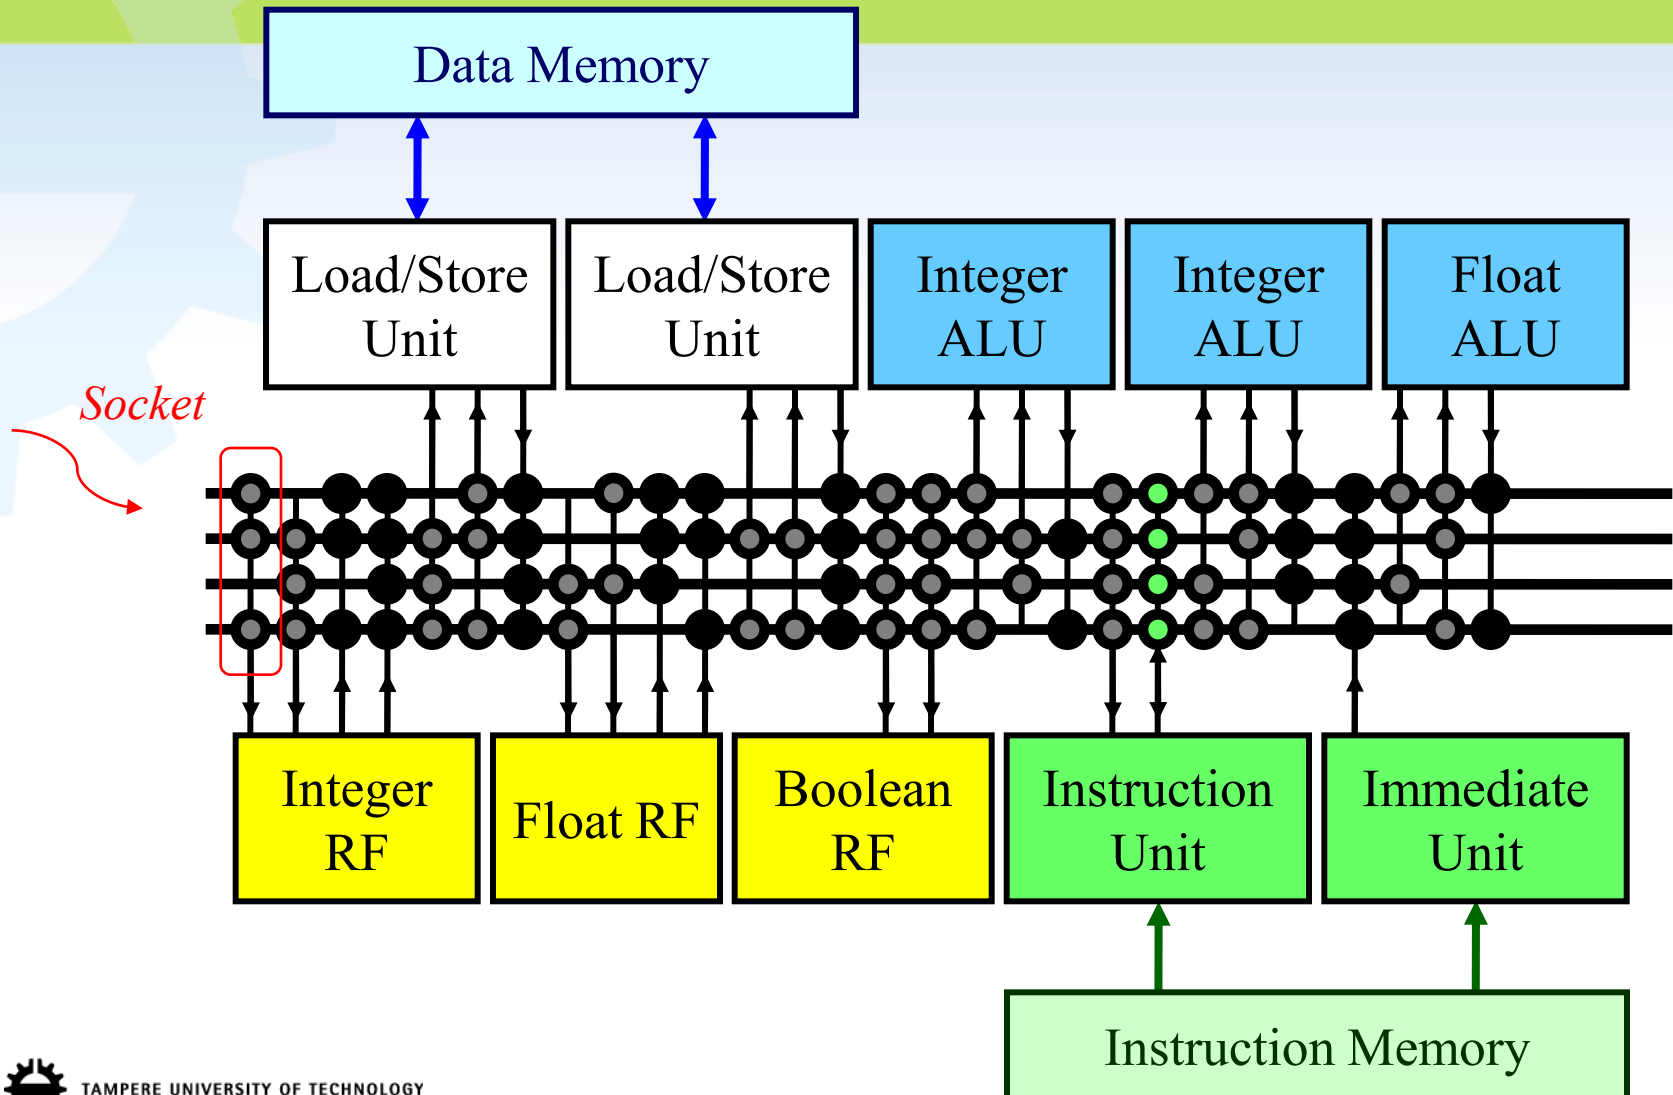 Data Memory
Load/Store
Unit
Load/Store
Unit
Integer
ALU
Integer
ALU
Float
ALU
Socket
Integer
RF
Float RF
Boolean
RF
Instruction
Unit
Immediate
Unit
Instruction Memory
TAMPERE UNIVERSITY OF TECHNOLOGY